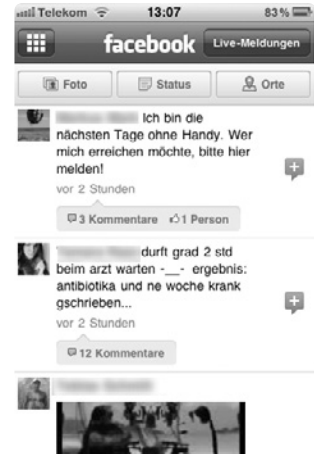 Telekom 13:07 83%
facebook Live-Meldungen
Foto Status Orte
Ich bin die
nächsten Tage ohne Handy. Wer
mich erreichen möchte, bitte hier
melden!
vor 2 Stunden
3 Kommentare 1 Person
durft grad 2 std
beim arzt warten -__- ergebnis:
antibiotika und ne woche krank
gschrieben...
vor 2 Stunden
12 Kommentare